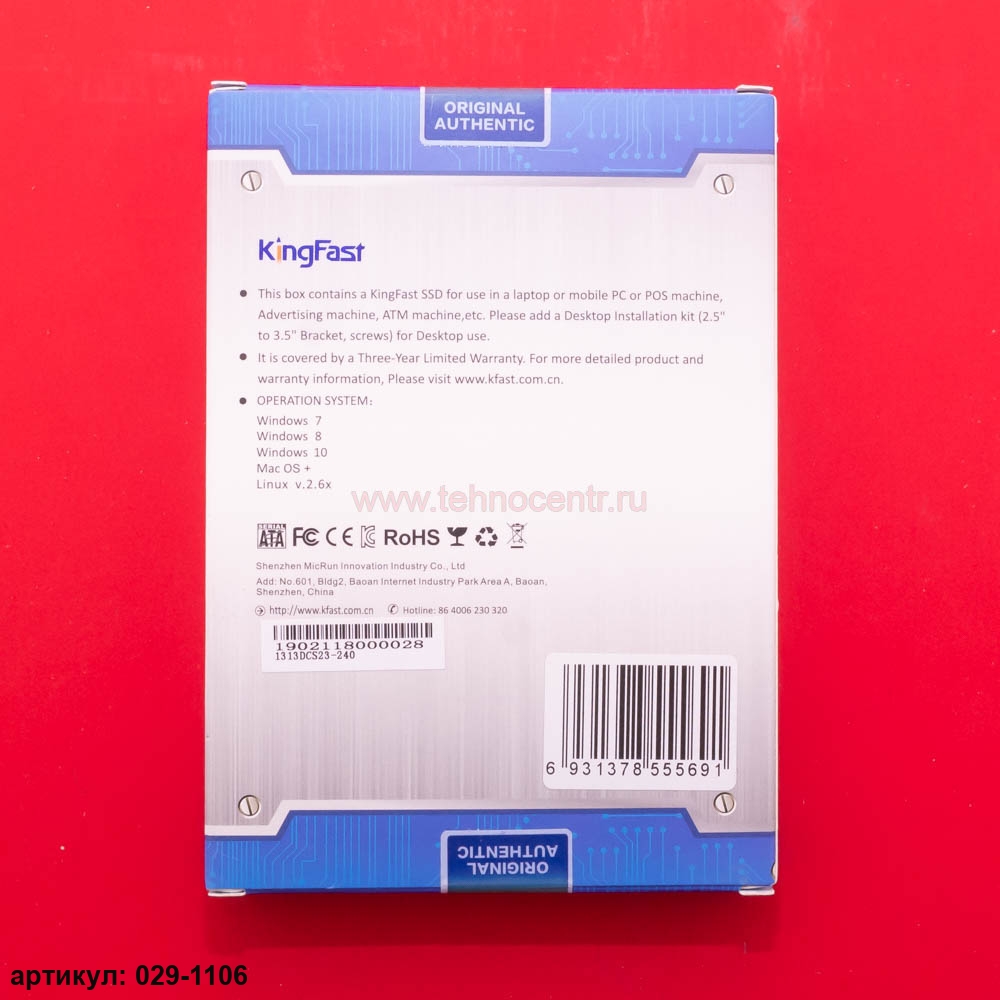 ORIGINAL
AUTHENTIC
KingFast
● This box contains a KingFast SSD for use in a laptop or mobile PC or POS machine,
Advertising machine, ATM machine,etc. Please add a Desktop Installation kit (2.5"
to 3.5" Bracket, screws) for Desktop use.
● It is covered by a Three-Year Limited Warranty. For more detailed product and
warranty information, Please visit www.kfast.com.cn.
● OPERATION SYSTEM:
Windows 7
Windows 8
Windows 10
Mac OS +
Linux v.2.6x
www.tehnocentr.ru
SERIAL
ATA FC CE RoHS
Shenzhen MicRun Innovation Industry Co., Ltd
Add: No.601, Bldg2, Baoan Internet Industry Park Area A, Baoan,
Shenzhen, China
http://www.kfast.com.cn Hotline: 86 4006 230 320
1902118000028
1313DCS23-240
6 931378 555691
ORIGINAL
AUTHENTIC
артикул: 029-1106